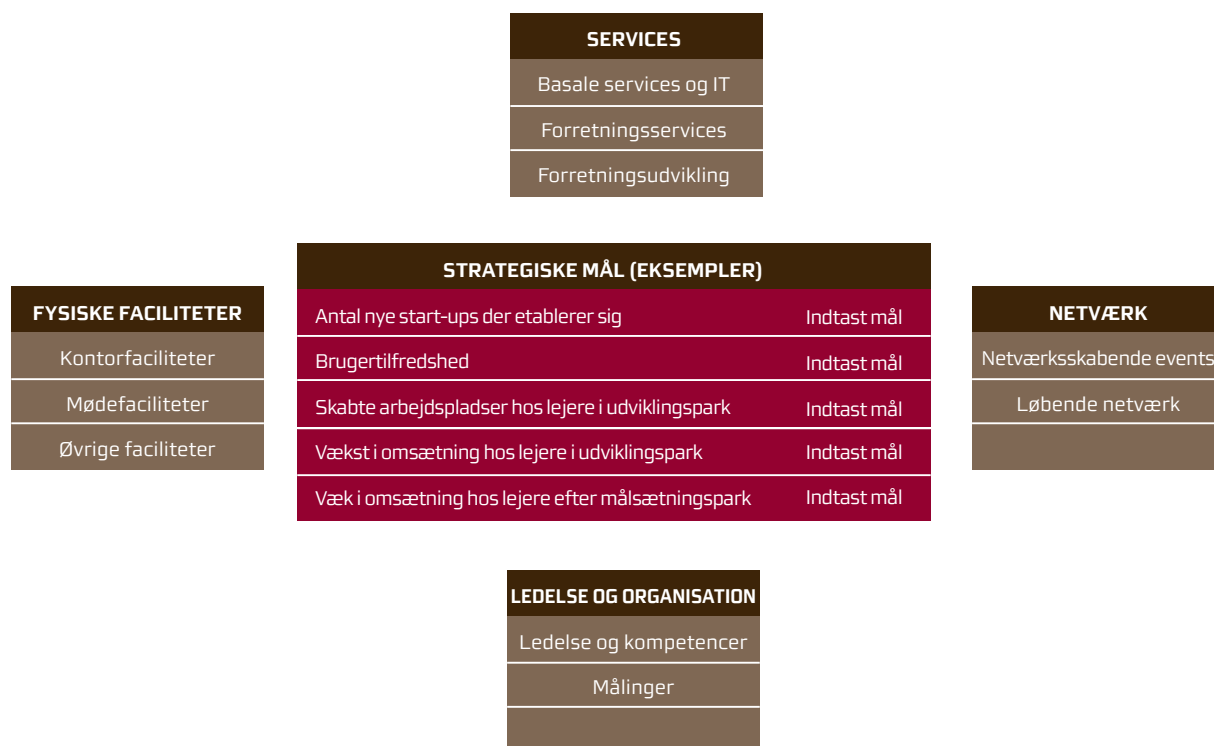 SERVICES
Basale services og IT
Forretningsservices
Forretningsudvikling
STRATEGISKE MÅL (EKSEMPLER)
Antal nye start-ups der etablerer sig Indtast mål
Brugertilfredshed Indtast mål
Skabte arbejdspladser hos lejere i udviklingspark Indtast mål
Vækst i omsætning hos lejere i udviklingspark Indtast mål
Væk i omsætning hos lejere efter målsætningspark Indtast mål
FYSISKE FACILITETER
Kontorfaciliteter
Mødefaciliteter
Øvrige faciliteter
NETVÆRK
Netværksskabende events
Løbende netværk
LEDELSE OG ORGANISATION
Ledelse og kompetencer
Målinger